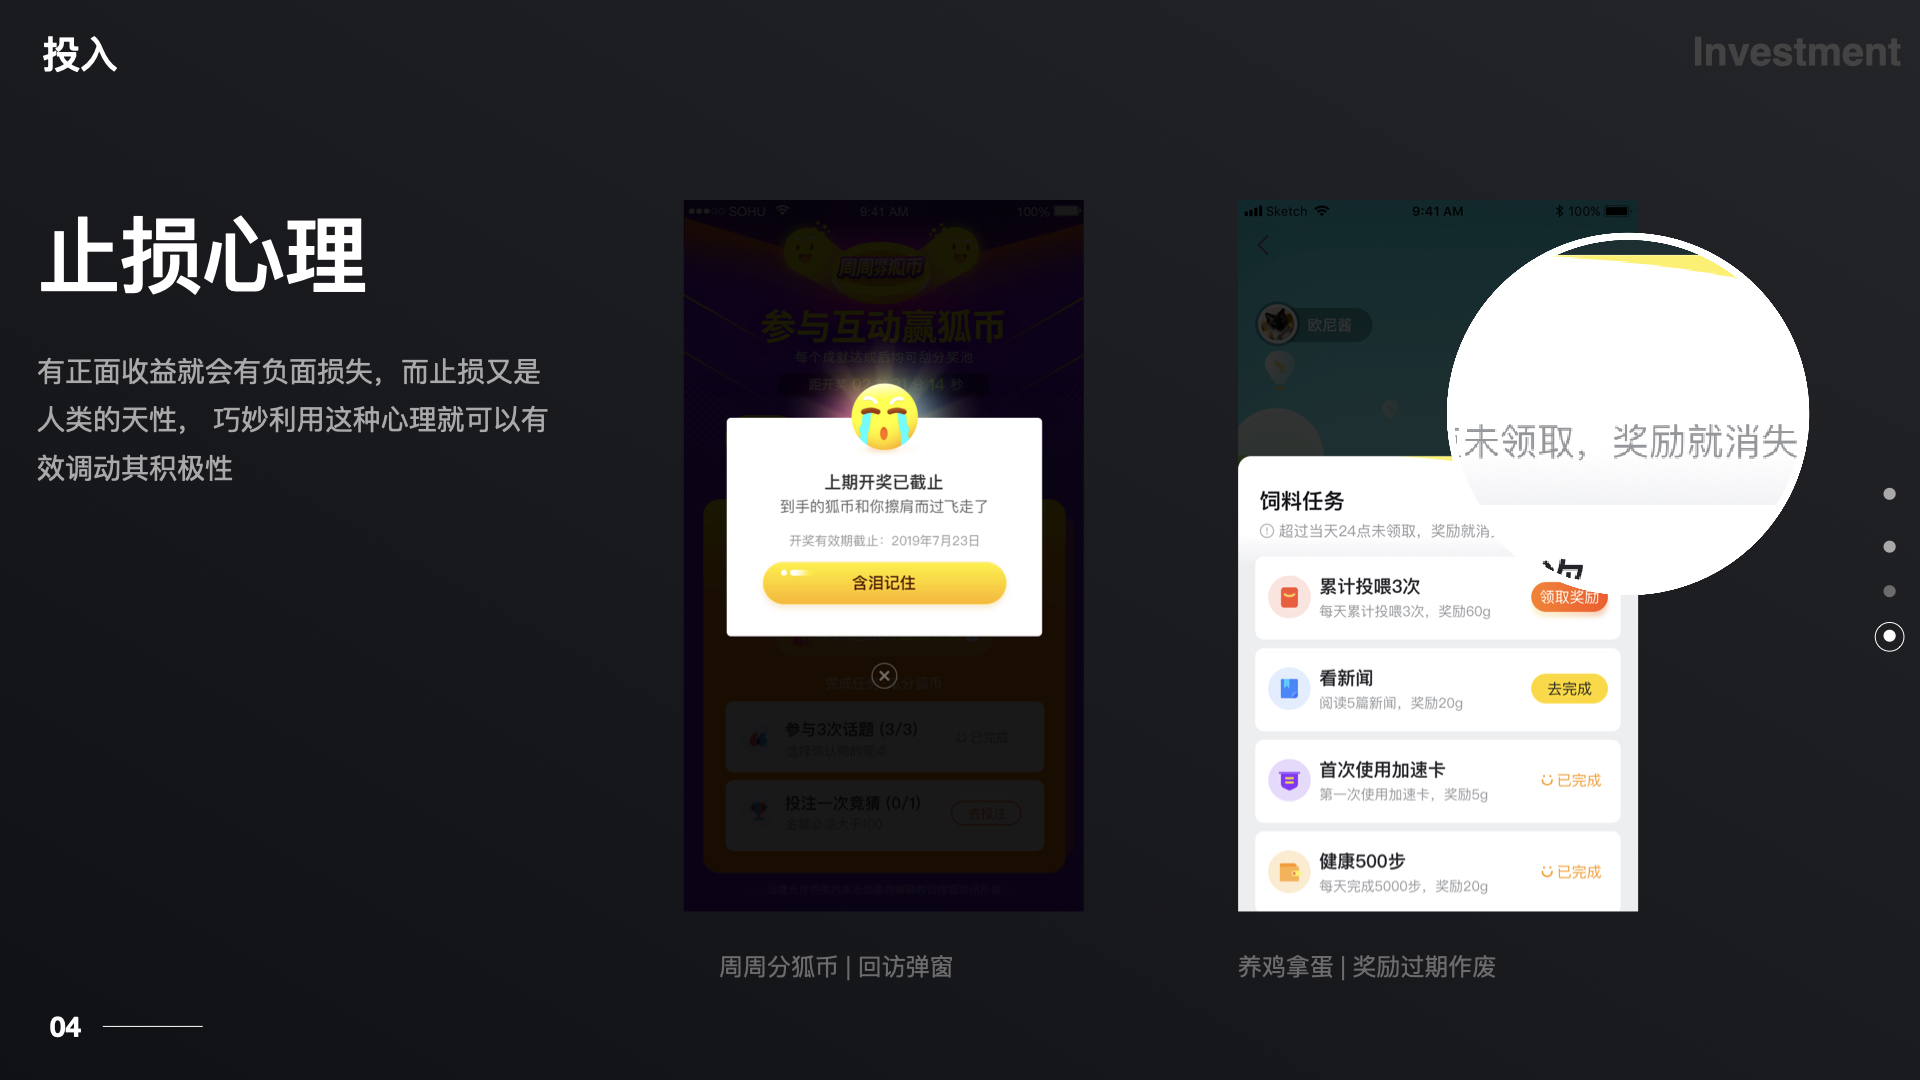 投入
Investment
止损心理
有正面收益就会有负面损失，而止损又是
人类的天性， 巧妙利用这种心理就可以有
效调动其积极性
SOHU 9:41 AM 100%
周周分狐币
参与互动赢狐币
每个成就达成后均可刮分奖池
上期开奖已截止
到手的狐币和你擦肩而过飞走了
开奖有效期截止：2019年7月23日
含泪记住
参与3次话题 (3/3)
已完成
投注一次竞猜 (0/1)
金额必须大于100
去投注
周周分狐币 | 回访弹窗
Sketch 9:41 AM 100%
欧尼酱
未领取，奖励就消失
饲料任务
超过当天24点未领取，奖励就消
累计投喂3次
每天累计投喂3次，奖励60g
领取奖励
看新闻
阅读5篇新闻，奖励20g
去完成
首次使用加速卡
第一次使用加速卡，奖励5g
已完成
健康500步
每天完成5000步，奖励20g
已完成
养鸡拿蛋 | 奖励过期作废
04